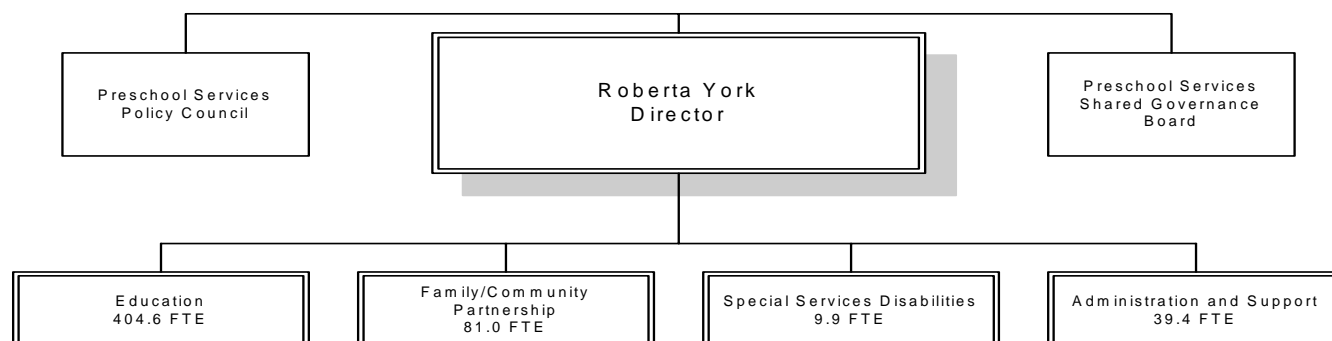 Preschool Services
Policy Council
Roberta York
Director
Preschool Services
Shared Governance
Board
Education
404.6 FTE
Family/Community
Partnership
81.0 FTE
Special Services Disabilities
9.9 FTE
Administration and Support
39.4 FTE